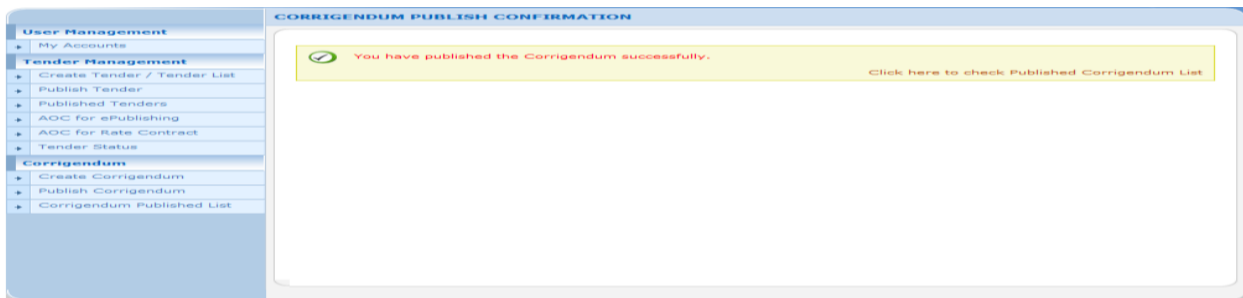 CORRIGENDUM PUBLISH CONFIRMATION
User Management
My Accounts
Tender Management
Create Tender / Tender List
Publish Tender
Published Tenders
AOC for ePublishing
AOC for Rate Contract
Tender Status
Corrigendum
Create Corrigendum
Publish Corrigendum
Corrigendum Published List
You have published the Corrigendum successfully.
Click here to check Published Corrigendum List